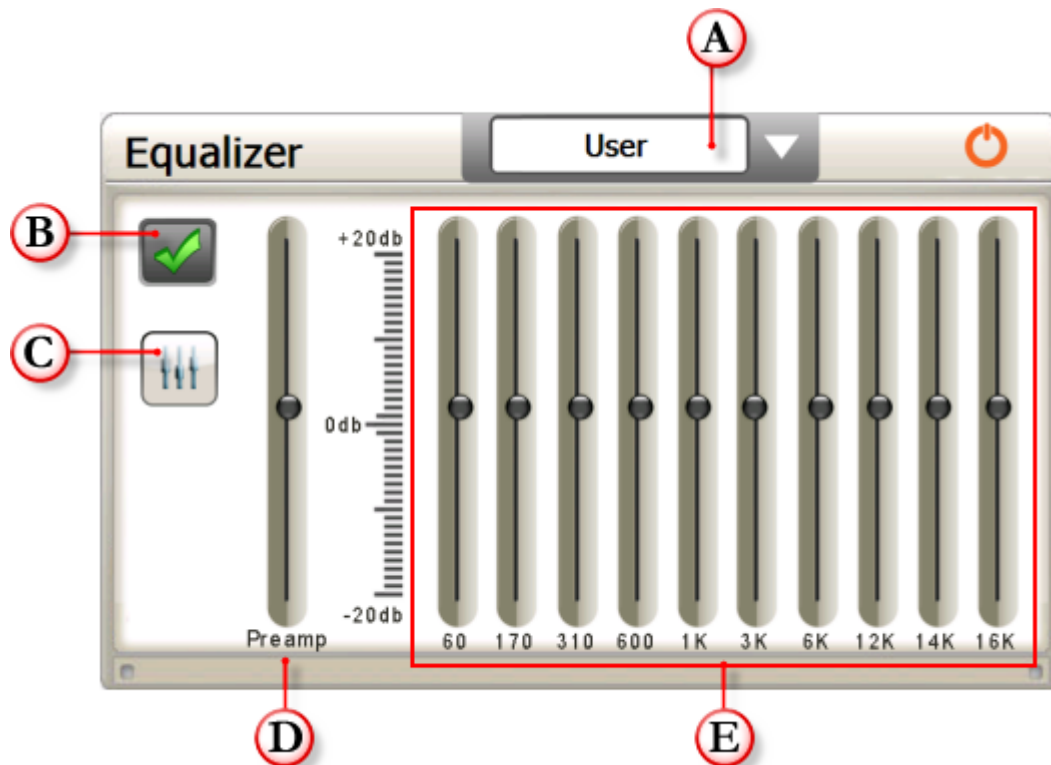 A
Equalizer User
B
+20db
C
0db
-20db
Preamp 60 170 310 600 1K 3K 6K 12K 14K 16K
D E